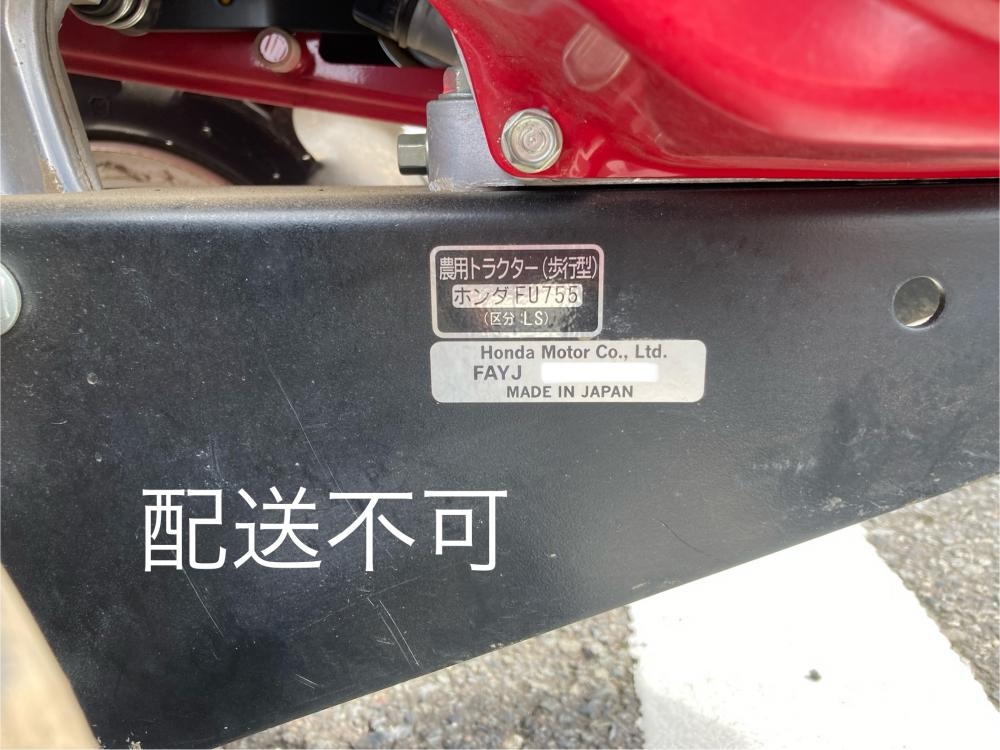 農用トラクター(歩行型)
ホンダ FU755
(区分:LS)
Honda Motor Co., Ltd.
FAYJ
MADE IN JAPAN
配送不可